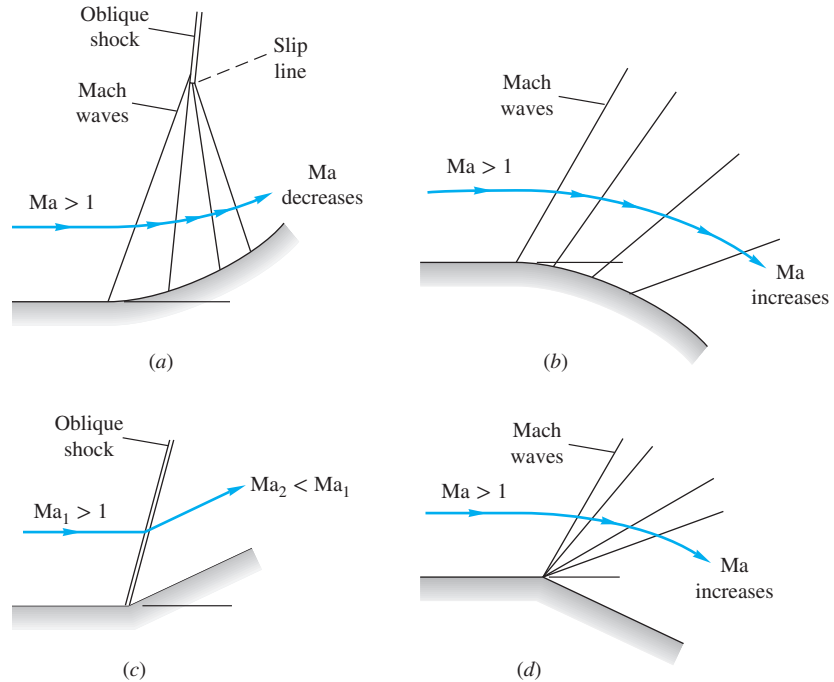 Oblique
shock
Slip
line
Mach
waves
Ma > 1
Ma
decreases
(a)
Mach
waves
Ma > 1
Ma
increases
(b)
Oblique
shock
Ma₁ > 1
Ma₂ < Ma₁
(c)
Mach
waves
Ma > 1
Ma
increases
(d)